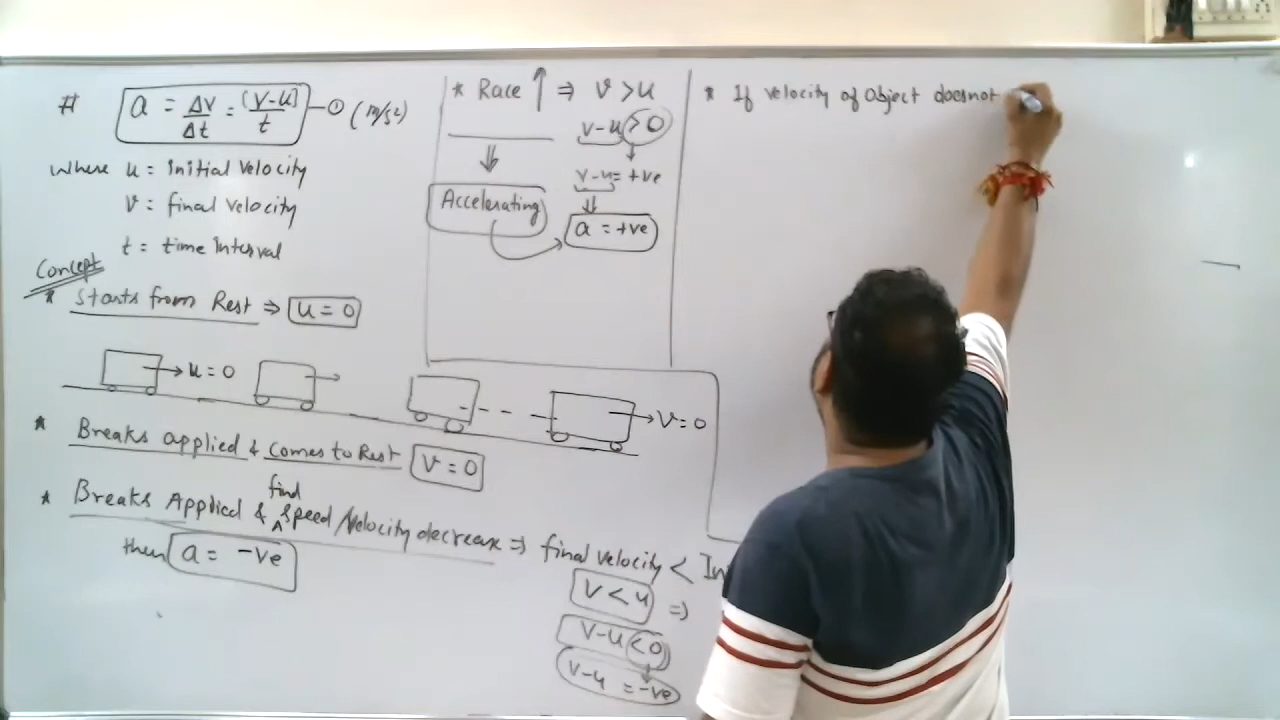 # a = Δv/Δt = (v-u)/t —① (m/s²)
where u = Initial Velocity
v = final velocity
t = time Interval
Concept
* Starts from Rest ⇒ u = 0
u = 0
v = 0
* Breaks applied & Comes to Rest v = 0
* Breaks Applied & find speed/velocity decrease ⇒ final velocity < In
then a = -ve
v < u ⇒
v-u < 0
v-u = -ve
* Race ↑ ⇒ v > u
v-u > 0
⇓
v-u = +ve
Accelerating
⇓
a = +ve
* If velocity of object doesnot